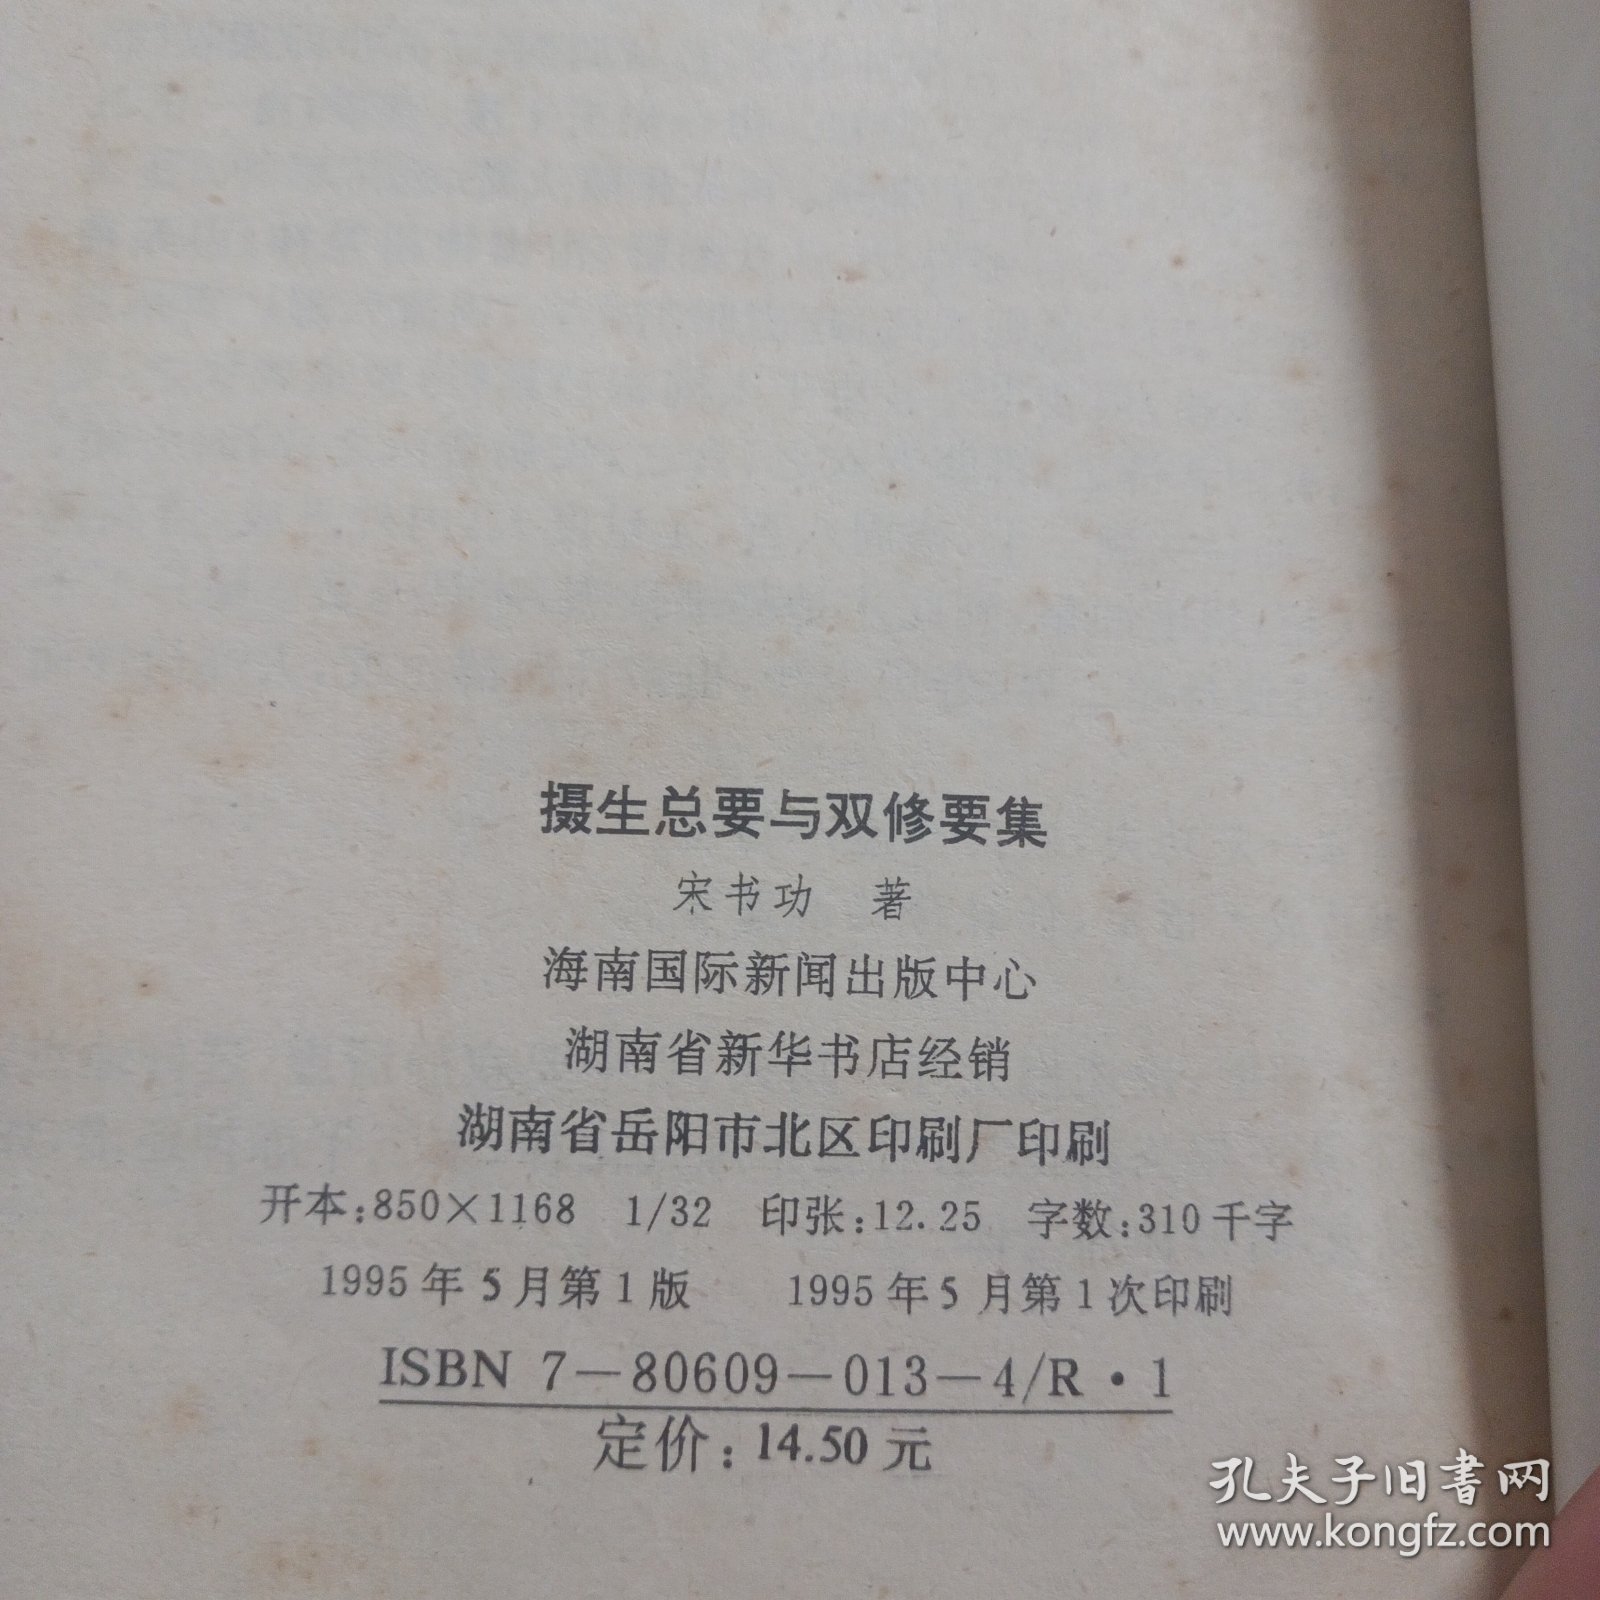 摄生总要与双修要集
宋书功 著
海南国际新闻出版中心
湖南省新华书店经销
湖南省岳阳市北区印刷厂印刷
开本:850×1168 1/32 印张:12.25 字数:310千字
1995年5月第1版 1995年5月第1次印刷
ISBN 7—80609—013—4/R·1
定价:14.50元
孔夫子旧书网
www.kongfz.com